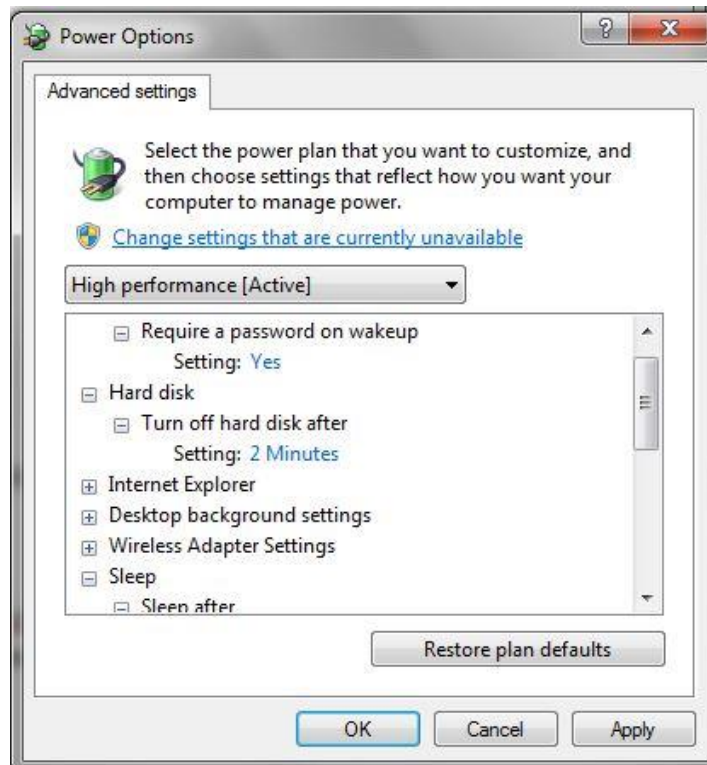 Power Options
Advanced settings
Select the power plan that you want to customize, and
then choose settings that reflect how you want your
computer to manage power.
Change settings that are currently unavailable
High performance [Active]
Require a password on wakeup
Setting: Yes
Hard disk
Turn off hard disk after
Setting: 2 Minutes
Internet Explorer
Desktop background settings
Wireless Adapter Settings
Sleep
Sleep after
Restore plan defaults
OK
Cancel
Apply